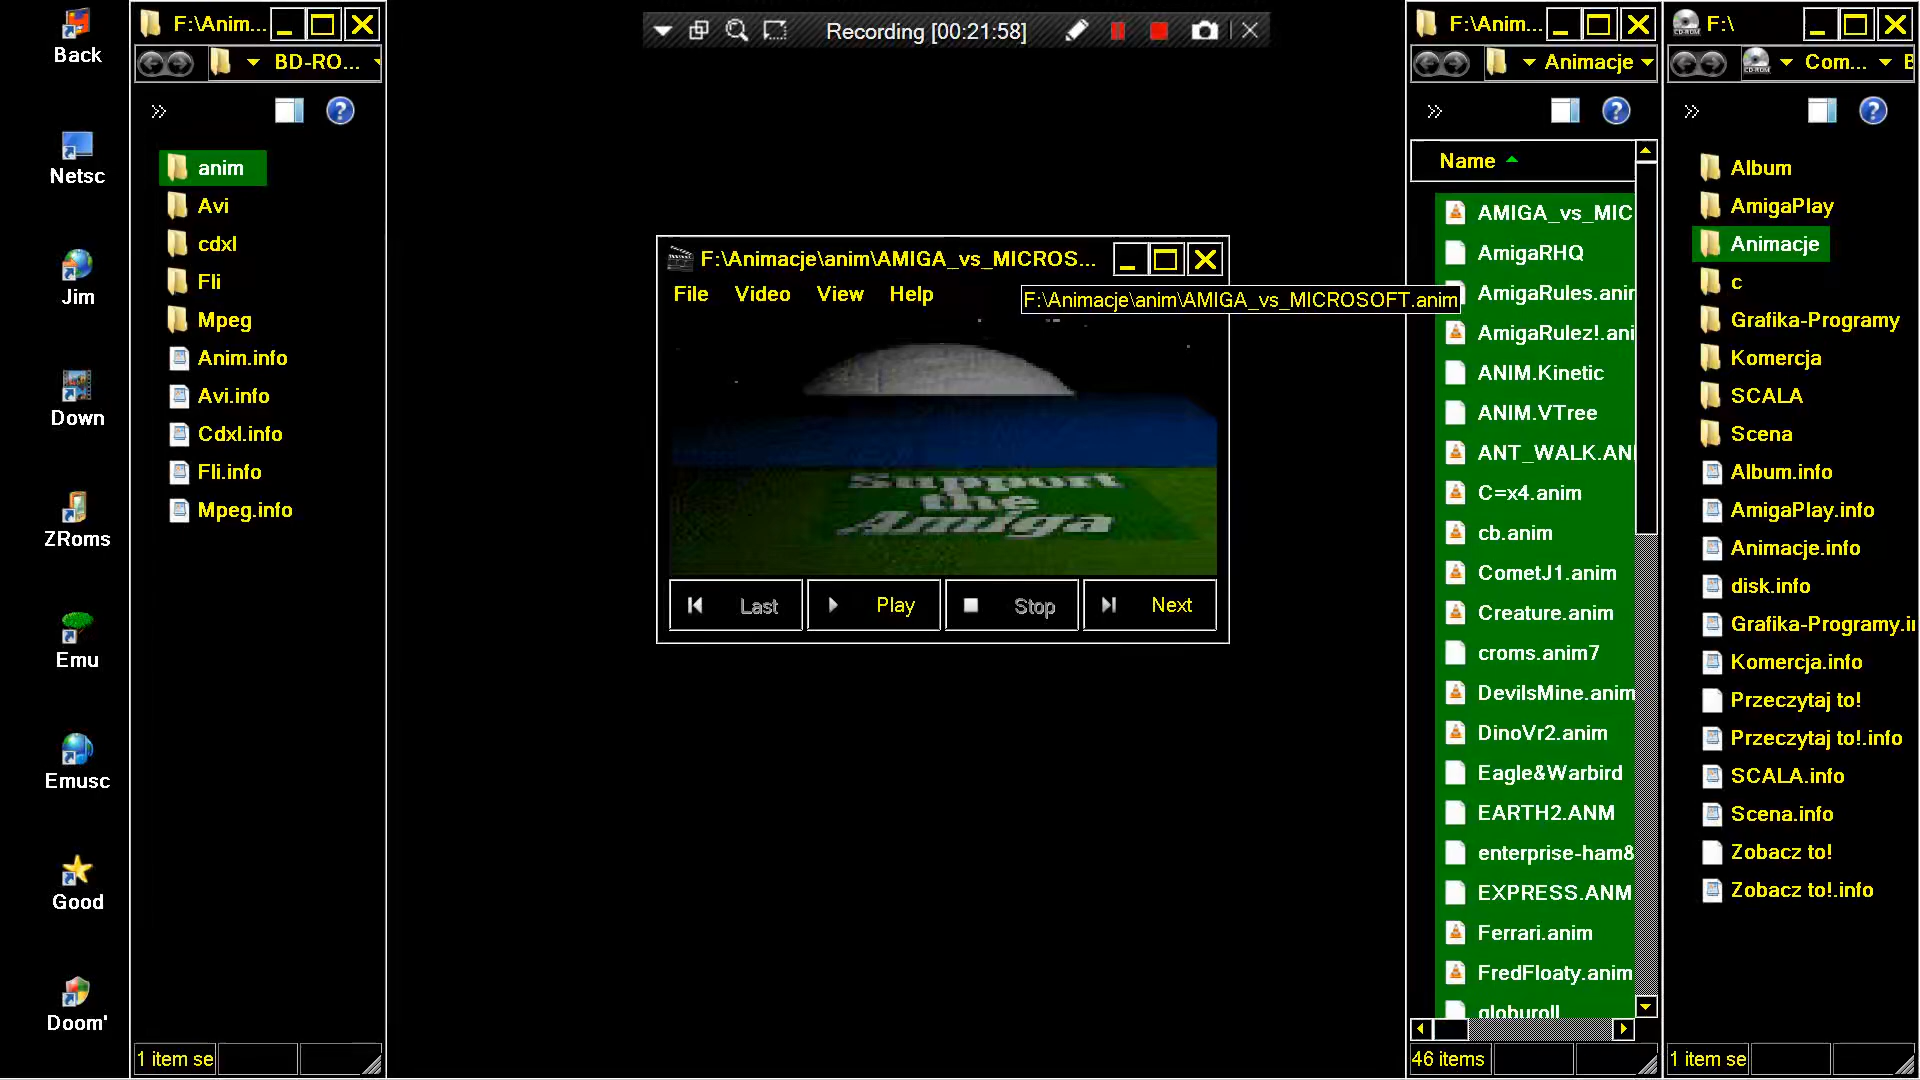 Back
Netsc
Jim
Down
ZRoms
Emu
Emusc
Good
Doom'
F:\Anim...
BD-RO...
»
anim
Avi
cdxl
Fli
Mpeg
Anim.info
Avi.info
Cdxl.info
Fli.info
Mpeg.info
1 item se
Recording [00:21:58]
F:\Animacje\anim\AMIGA_vs_MICROS...
File Video View Help
F:\Animacje\anim\AMIGA_vs_MICROSOFT.anim
Support
the
Amiga
Last Play Stop Next
F:\Anim...
Animacje
»
Name
AMIGA_vs_MIC
AmigaRHQ
AmigaRules.anim
AmigaRulez!.ani
ANIM.Kinetic
ANIM.VTree
ANT_WALK.ANI
C=x4.anim
cb.anim
CometJ1.anim
Creature.anim
croms.anim7
DevilsMine.anim
DinoVr2.anim
Eagle&Warbird
EARTH2.ANM
enterprise-ham8
EXPRESS.ANM
Ferrari.anim
FredFloaty.anim
globuroll
46 items
F:\
CD-ROM
CD-ROM
Com...
»
Album
AmigaPlay
Animacje
c
Grafika-Programy
Komercja
SCALA
Scena
Album.info
AmigaPlay.info
Animacje.info
disk.info
Grafika-Programy.i
Komercja.info
Przeczytaj to!
Przeczytaj to!.info
SCALA.info
Scena.info
Zobacz to!
Zobacz to!.info
1 item se